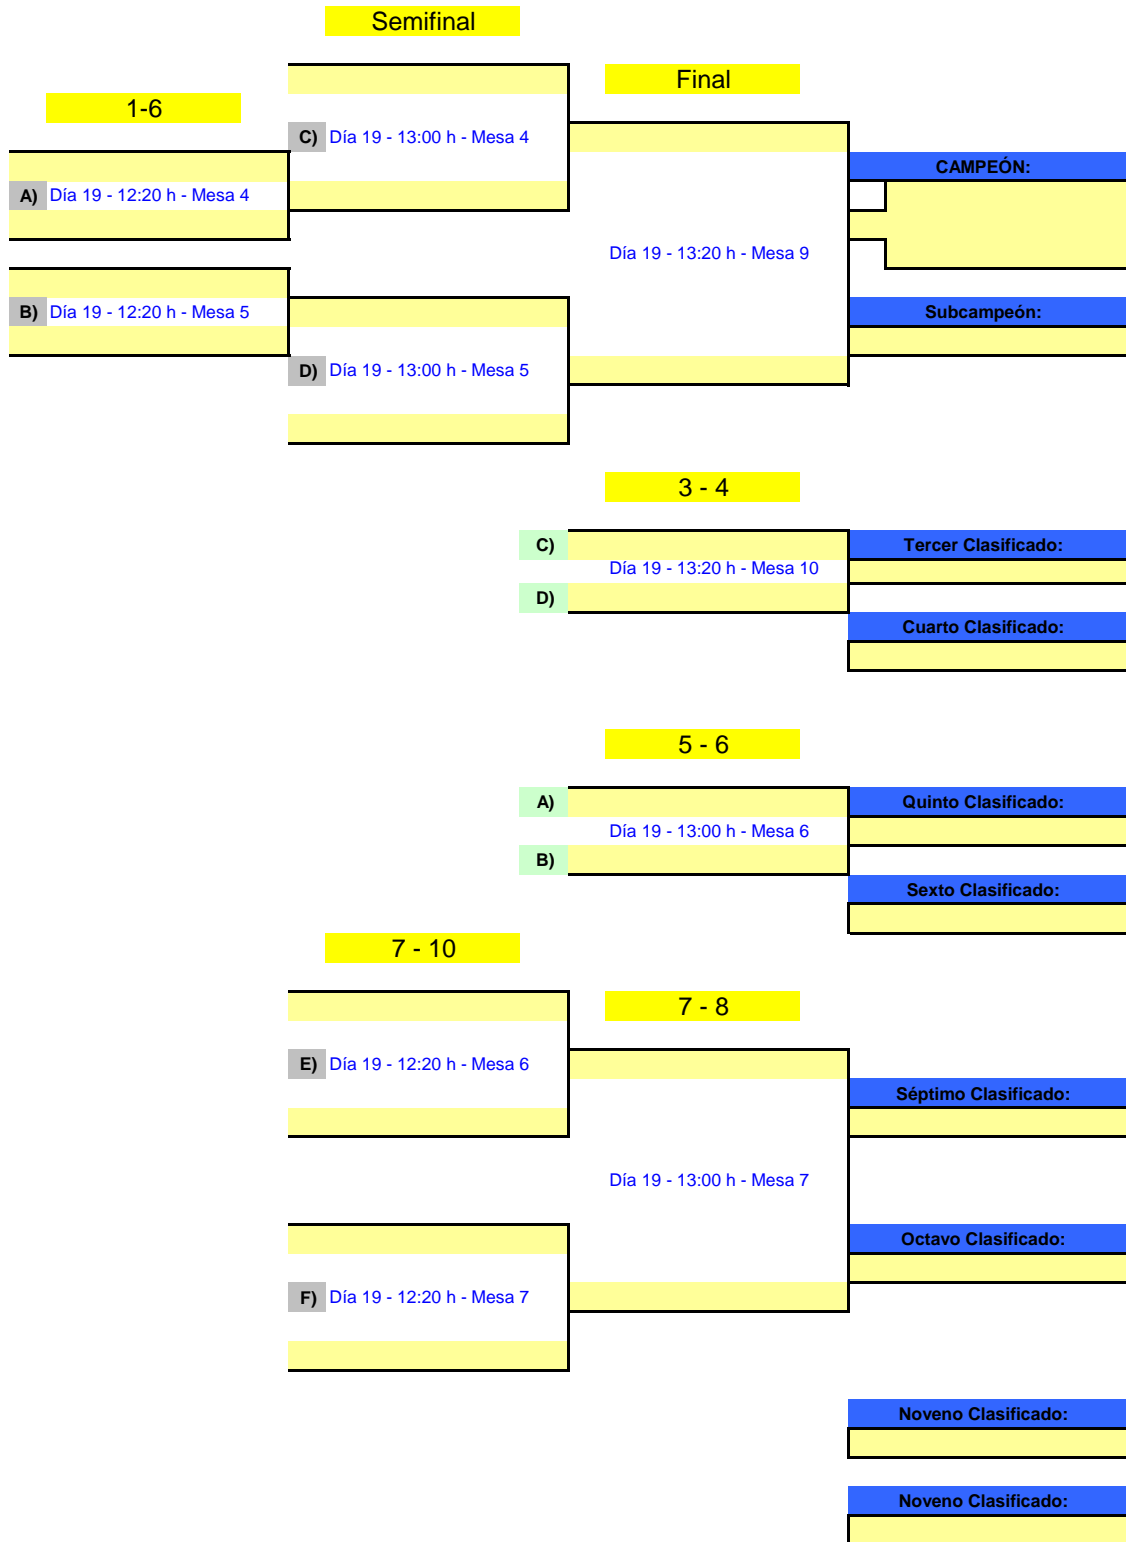 Semifinal
Final
1-6
C) Día 19 - 13:00 h - Mesa 4
CAMPEÓN:
A) Día 19 - 12:20 h - Mesa 4
Día 19 - 13:20 h - Mesa 9
B) Día 19 - 12:20 h - Mesa 5
Subcampeón:
D) Día 19 - 13:00 h - Mesa 5
3 - 4
C)
Tercer Clasificado:
Día 19 - 13:20 h - Mesa 10
D)
Cuarto Clasificado:
5 - 6
A)
Quinto Clasificado:
Día 19 - 13:00 h - Mesa 6
B)
Sexto Clasificado:
7 - 10
7 - 8
E) Día 19 - 12:20 h - Mesa 6
Séptimo Clasificado:
Día 19 - 13:00 h - Mesa 7
Octavo Clasificado:
F) Día 19 - 12:20 h - Mesa 7
Noveno Clasificado:
Noveno Clasificado: